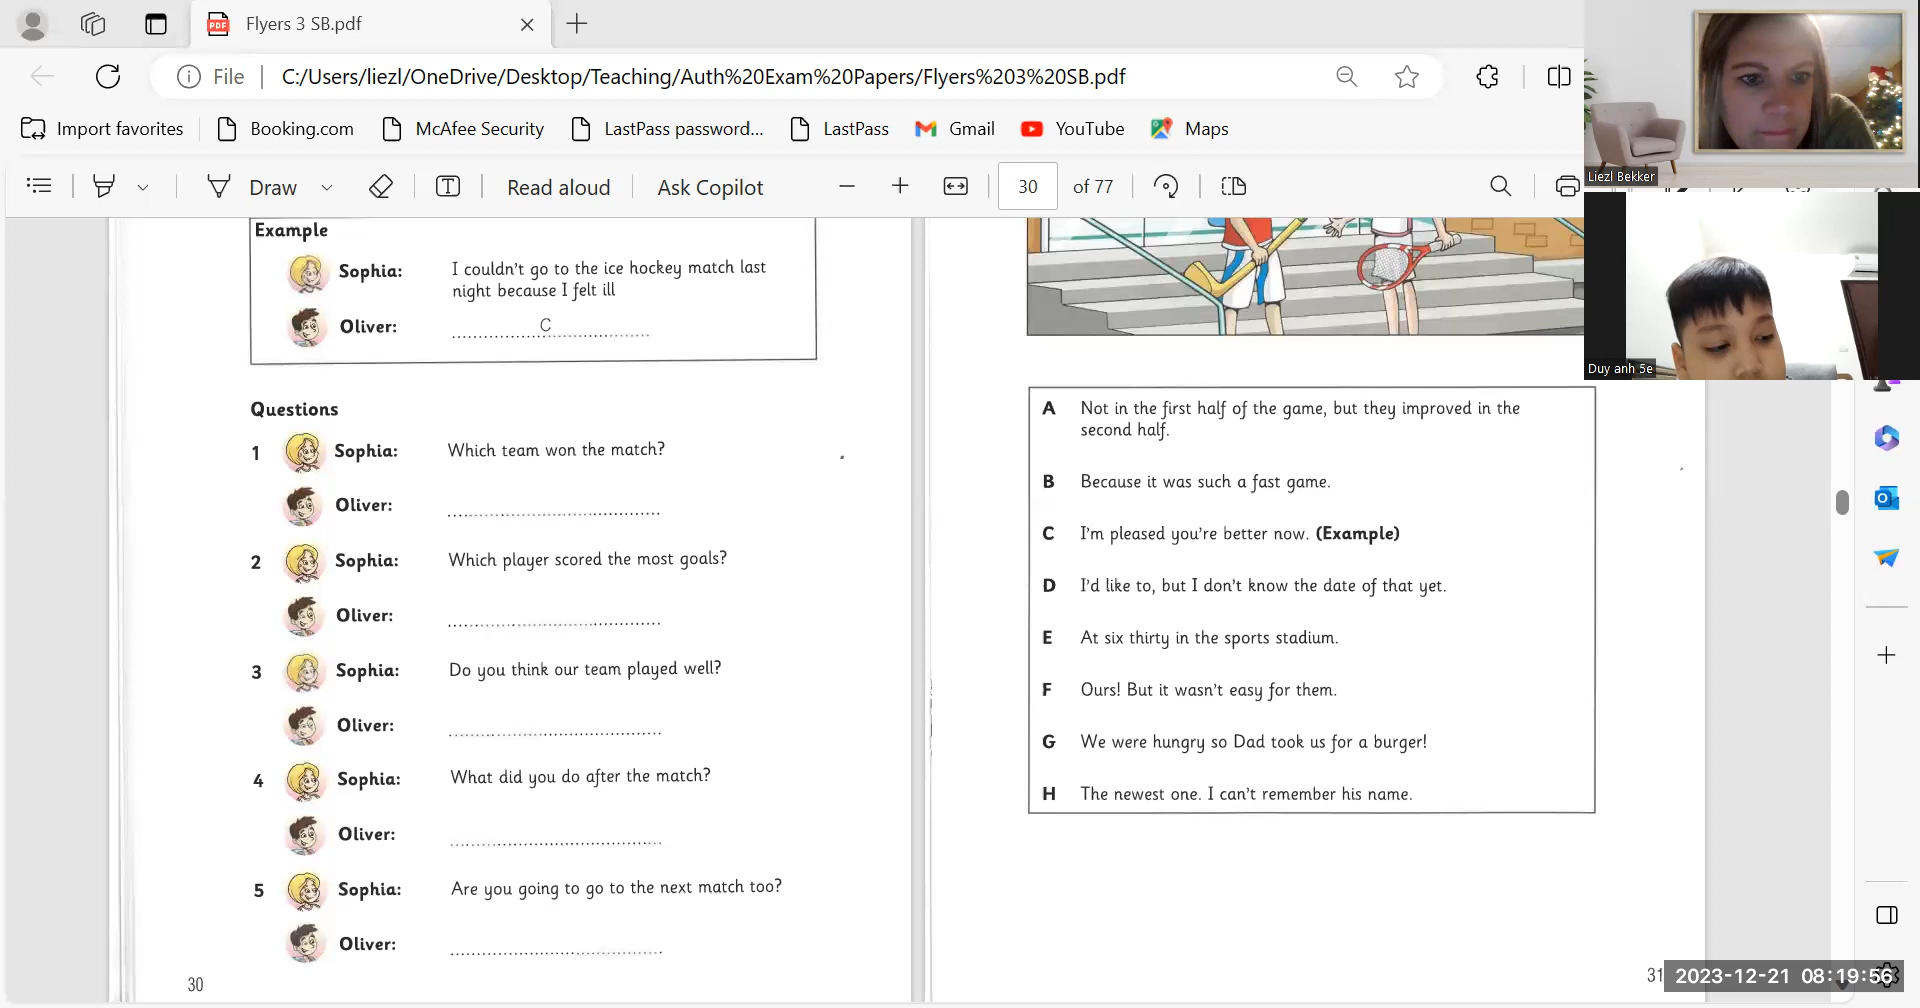 Flyers 3 SB.pdf
File
C:/Users/liezl/OneDrive/Desktop/Teaching/Auth%20Exam%20Papers/Flyers%203%20SB.pdf
Import favorites
Booking.com
McAfee Security
LastPass password...
LastPass
Gmail
YouTube
Maps
Draw
Read aloud
Ask Copilot
30
of 77
Liezl Bekker
Duy anh 5e
Example
Sophia: I couldn't go to the ice hockey match last
night because I felt ill
Oliver: C
Questions
1 Sophia: Which team won the match?
Oliver:
2 Sophia: Which player scored the most goals?
Oliver:
3 Sophia: Do you think our team played well?
Oliver:
4 Sophia: What did you do after the match?
Oliver:
5 Sophia: Are you going to go to the next match too?
Oliver:
30
A Not in the first half of the game, but they improved in the
second half.
B Because it was such a fast game.
C I'm pleased you're better now. (Example)
D I'd like to, but I don't know the date of that yet.
E At six thirty in the sports stadium.
F Ours! But it wasn't easy for them.
G We were hungry so Dad took us for a burger!
H The newest one. I can't remember his name.
31
2023-12-21 08:19:56